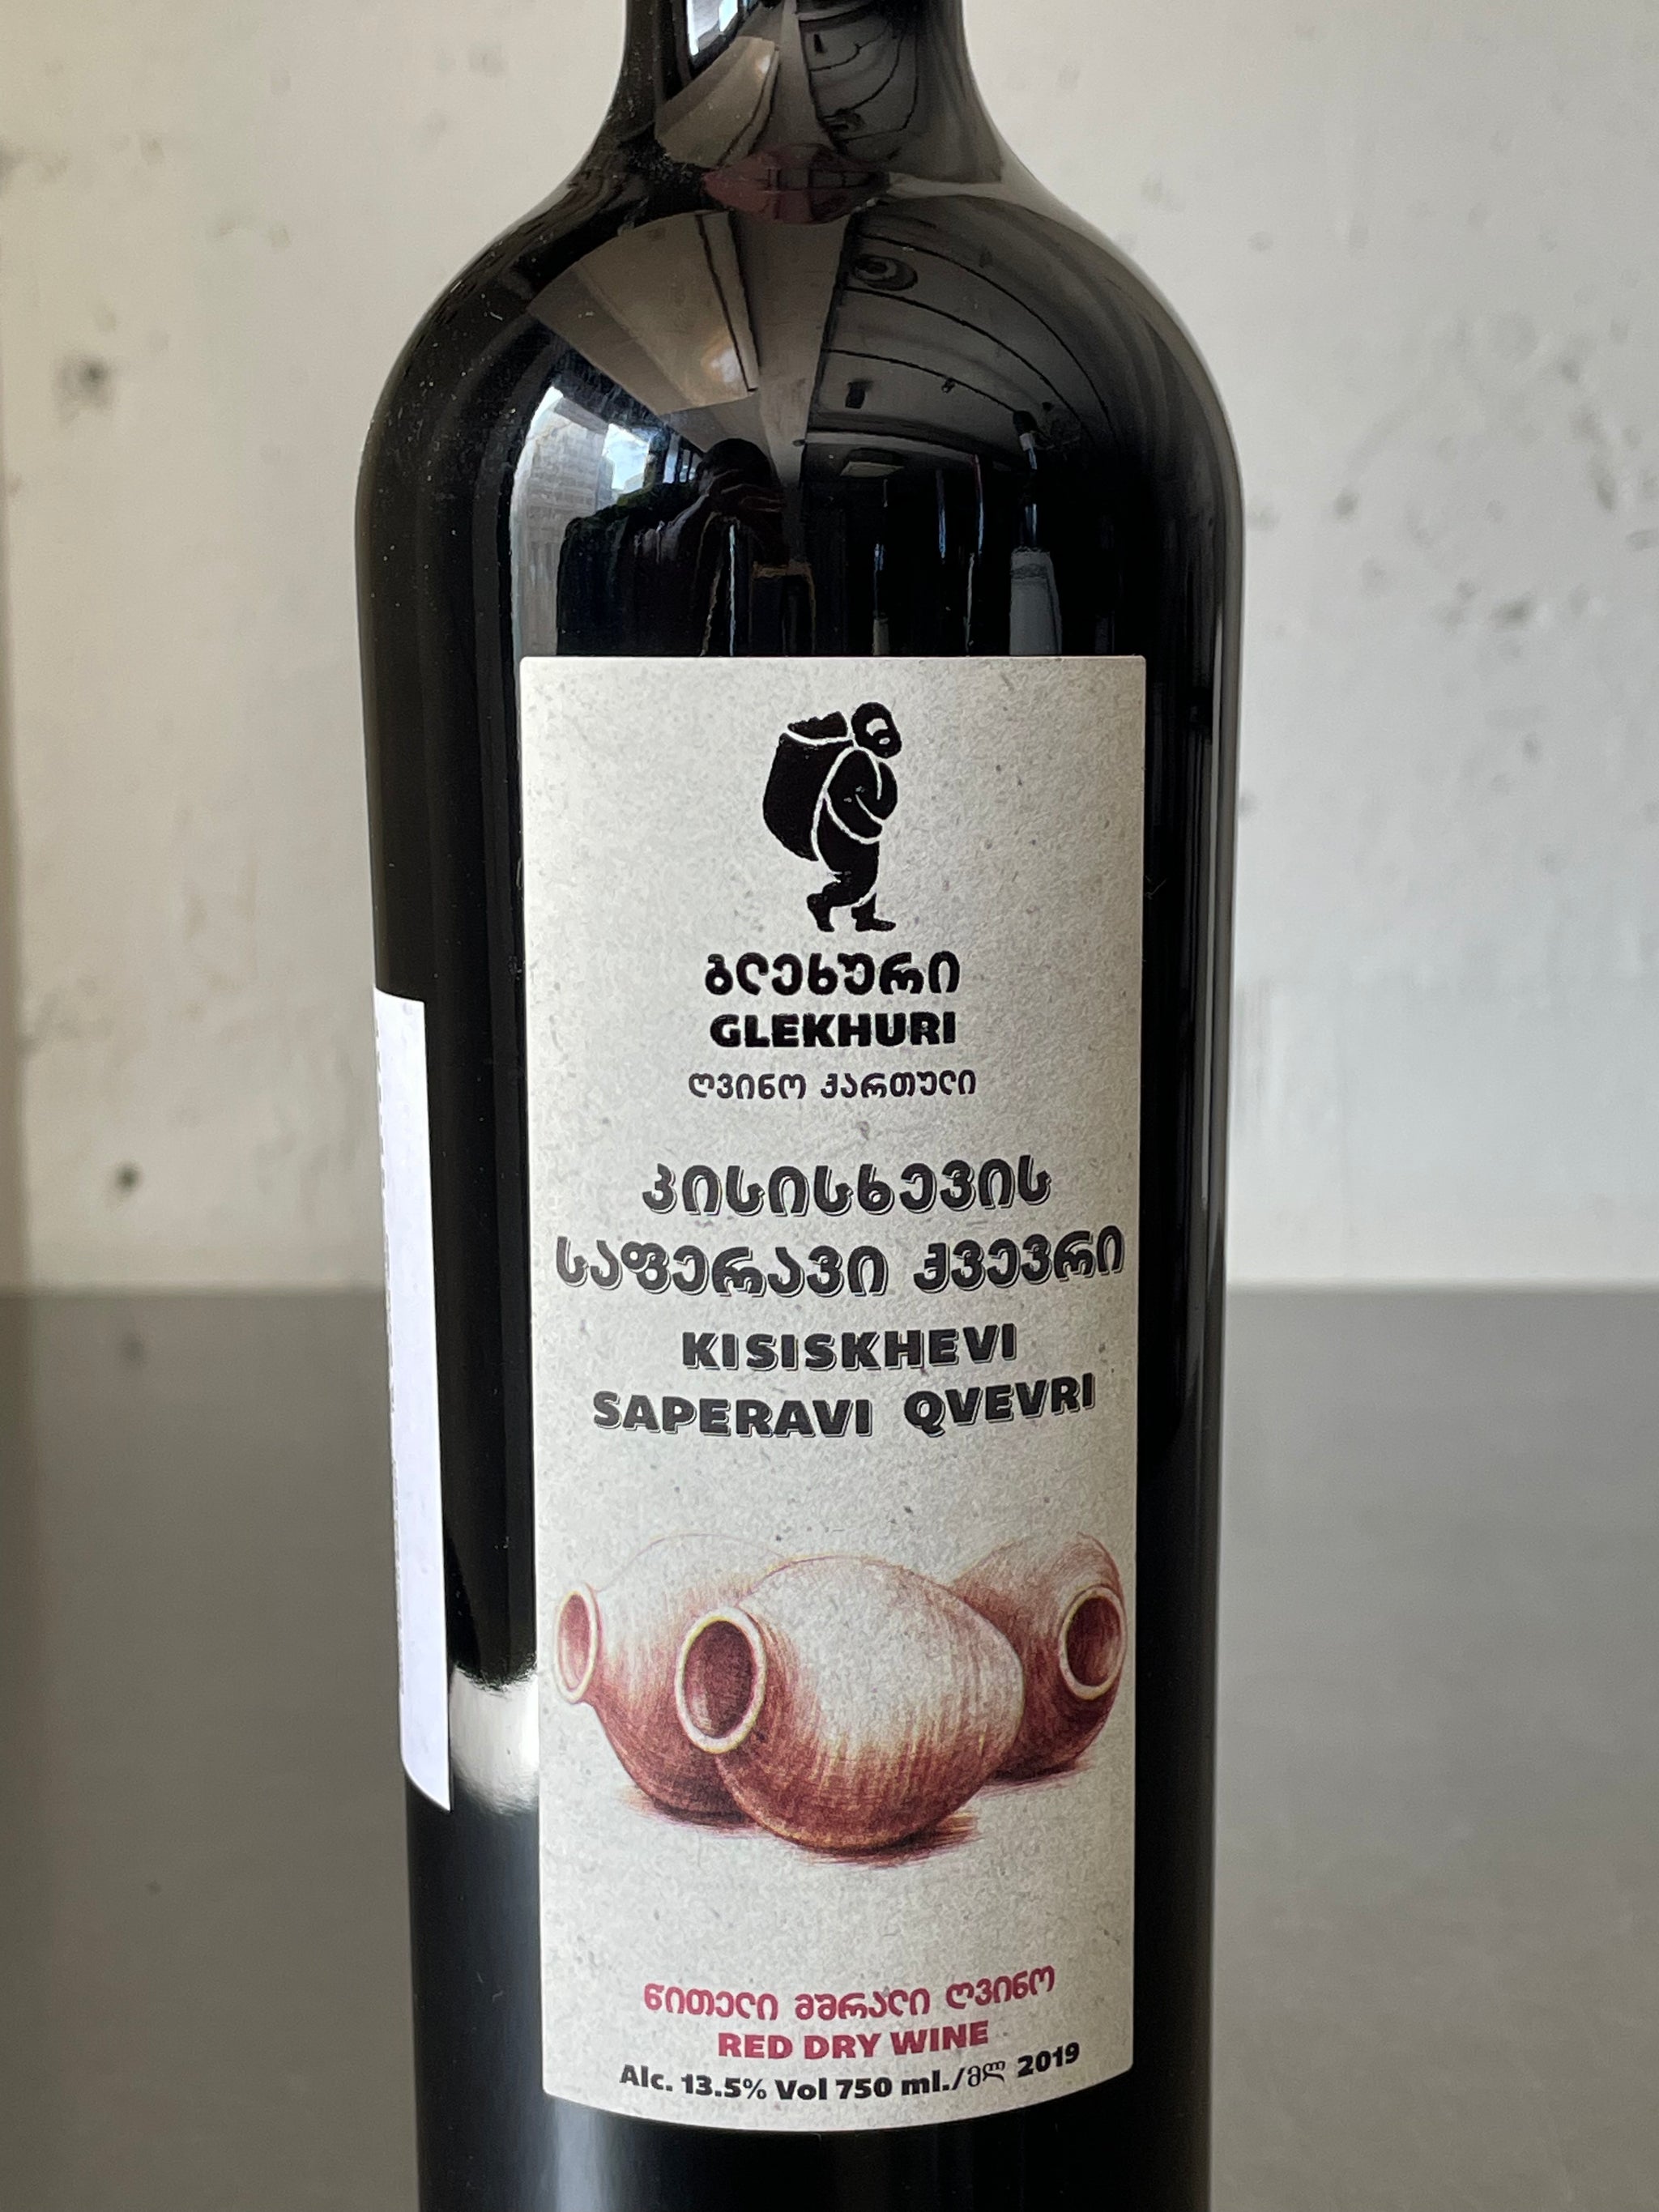 გლეხური
GLEKHURI
ღვინო ქართული
კისისხევის
საფერავი ქვევრი
KISISKHEVI
SAPERAVI QVEVRI
წითელი მშრალი ღვინო
RED DRY WINE
Alc. 13.5% Vol 750 ml./მლ 2019